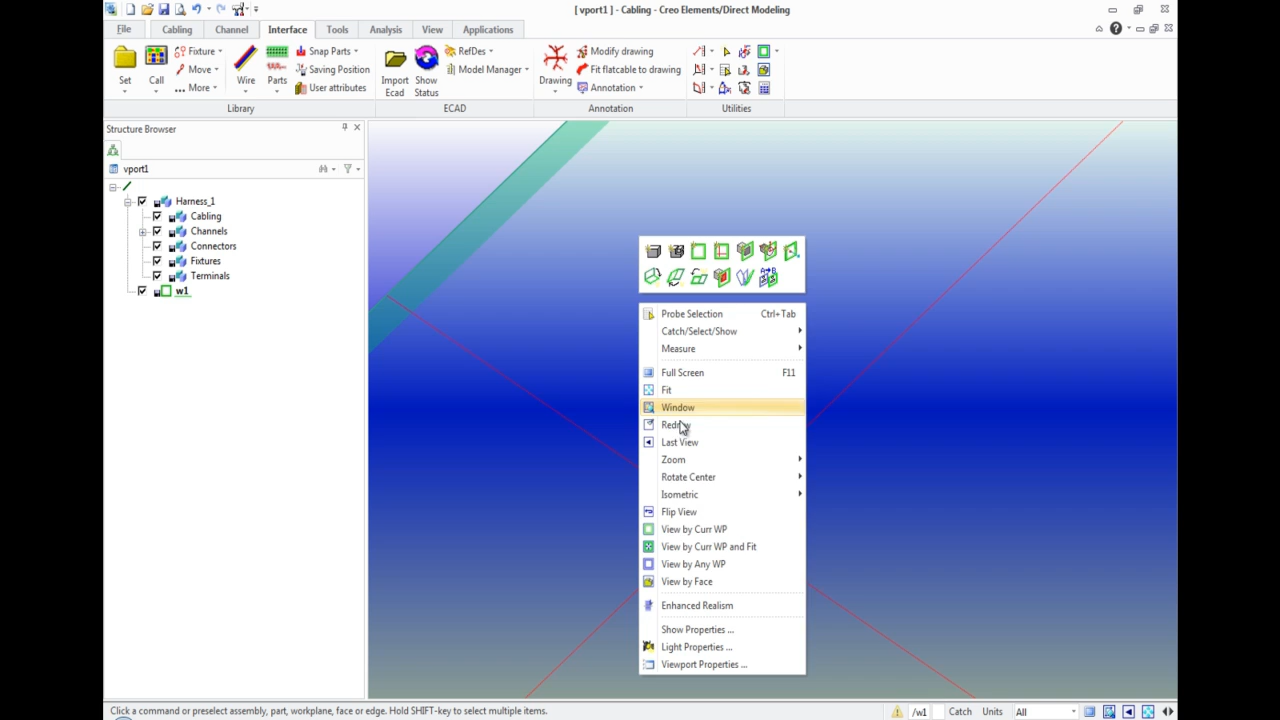 [ vport1 ] - Cabling - Creo Elements/Direct Modeling
File Cabling Channel Interface Tools Analysis View Applications
Set
Call
Fixture
Move
... More
Wire
Parts
Snap Parts
Saving Position
User attributes
Import Ecad
Show Status
RefDes
Model Manager
Drawing
Modify drawing
Fit flatcable to drawing
Annotation
Library ECAD Annotation Utilities
Structure Browser
vport1
Harness_1
Cabling
Channels
Connectors
Fixtures
Terminals
w1
Probe Selection Ctrl+Tab
Catch/Select/Show
Measure
Full Screen F11
Fit
Window
Redraw
Last View
Zoom
Rotate Center
Isometric
Flip View
View by Curr WP
View by Curr WP and Fit
View by Any WP
View by Face
Enhanced Realism
Show Properties ...
Light Properties ...
Viewport Properties ...
Click a command or preselect assembly, part, workplane, face or edge. Hold SHIFT-key to select multiple items.
/w1 Catch Units All